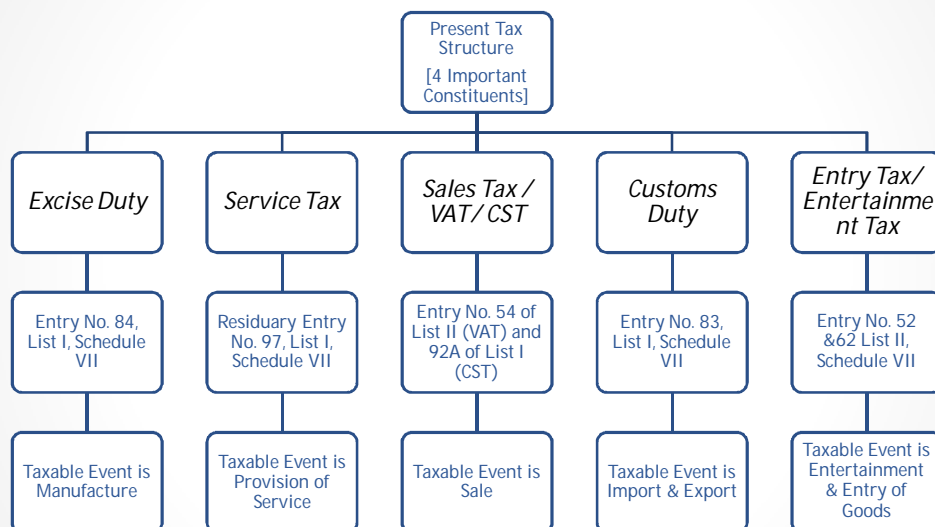 Present Tax
Structure
[4 Important
Constituents]
Excise Duty
Service Tax
Sales Tax /
VAT/ CST
Customs
Duty
Entry Tax/
Entertainme
nt Tax
Entry No. 84,
List I, Schedule
VII
Residuary Entry
No. 97, List I,
Schedule VII
Entry No. 54 of
List II (VAT) and
92A of List I
(CST)
Entry No. 83,
List I, Schedule
VII
Entry No. 52
&62 List II,
Schedule VII
Taxable Event is
Manufacture
Taxable Event is
Provision of
Service
Taxable Event is
Sale
Taxable Event is
Import & Export
Taxable Event is
Entertainment
& Entry of
Goods